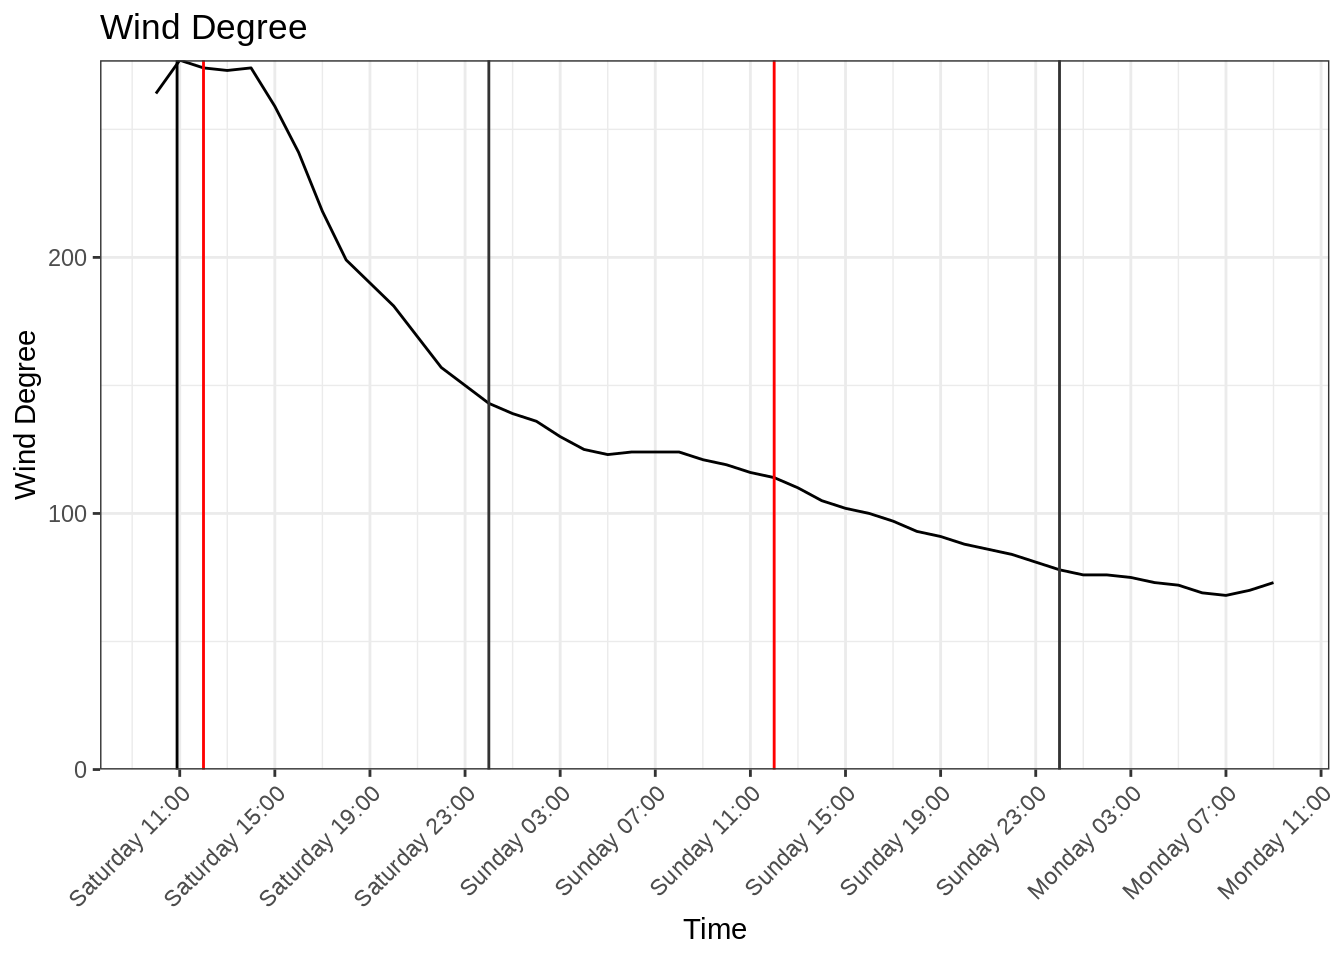 Wind Degree
Wind Degree
200
100
0
Saturday 11:00
Saturday 15:00
Saturday 19:00
Saturday 23:00
Sunday 03:00
Sunday 07:00
Sunday 11:00
Sunday 15:00
Sunday 19:00
Sunday 23:00
Monday 03:00
Monday 07:00
Monday 11:00
Time